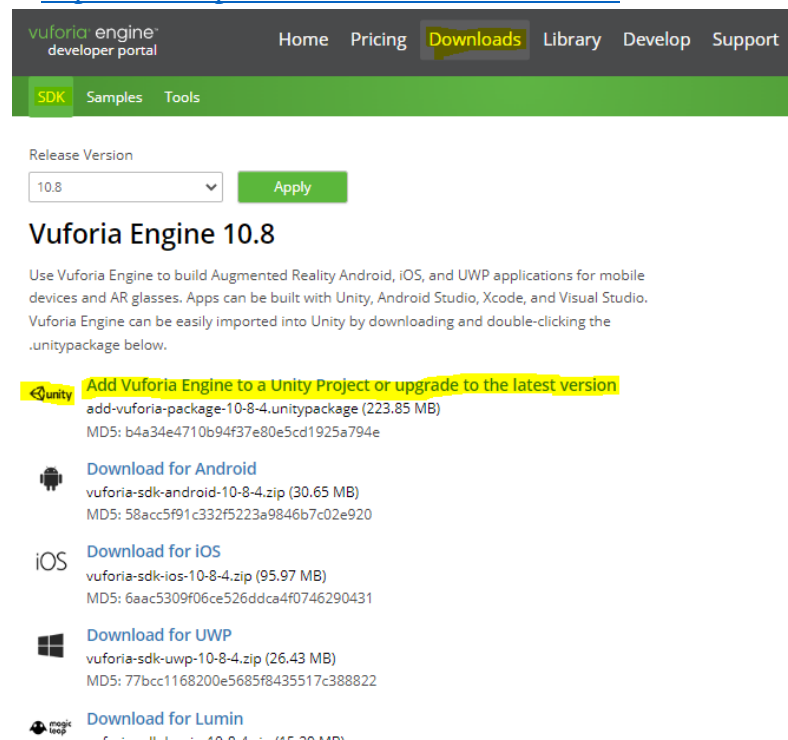 vuforia engine™
developer portal
Home Pricing Downloads Library Develop Support
SDK Samples Tools
Release Version
10.8
Apply
Vuforia Engine 10.8
Use Vuforia Engine to build Augmented Reality Android, iOS, and UWP applications for mobile
devices and AR glasses. Apps can be built with Unity, Android Studio, Xcode, and Visual Studio.
Vuforia Engine can be easily imported into Unity by downloading and double-clicking the
.unitypackage below.
unity
Add Vuforia Engine to a Unity Project or upgrade to the latest version
add-vuforia-package-10-8-4.unitypackage (223.85 MB)
MD5: b4a34e4710b94f37e80e5cd1925a794e
Download for Android
vuforia-sdk-android-10-8-4.zip (30.65 MB)
MD5: 58acc5f91c332f5223a9846b7c02e920
iOS
Download for iOS
vuforia-sdk-ios-10-8-4.zip (95.97 MB)
MD5: 6aac5309f06ce526ddca4f0746290431
Download for UWP
vuforia-sdk-uwp-10-8-4.zip (26.43 MB)
MD5: 77bcc1168200e5685f8435517c388822
magic
leap
Download for Lumin